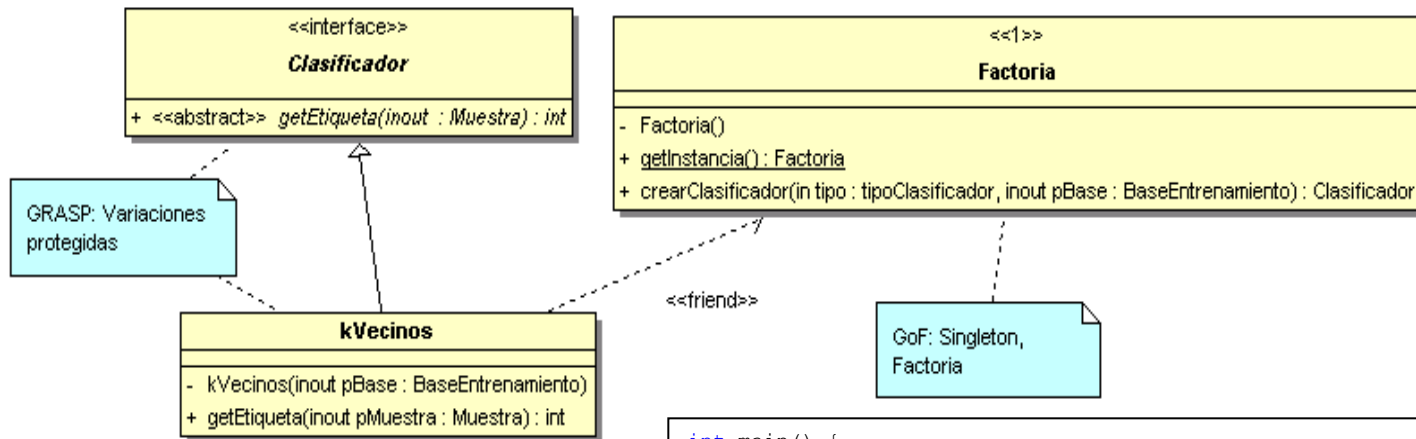 <<interface>>
Clasificador
+ <<abstract>> getEtiqueta(inout : Muestra) : int
<<1>>
Factoria
- Factoria()
+ getInstancia() : Factoria
+ crearClasificador(in tipo : tipoClasificador, inout pBase : BaseEntrenamiento) : Clasificador
GRASP: Variaciones
protegidas
<<friend>>
kVecinos
- kVecinos(inout pBase : BaseEntrenamiento)
+ getEtiqueta(inout pMuestra : Muestra) : int
GoF: Singleton,
Factoria
int main() {